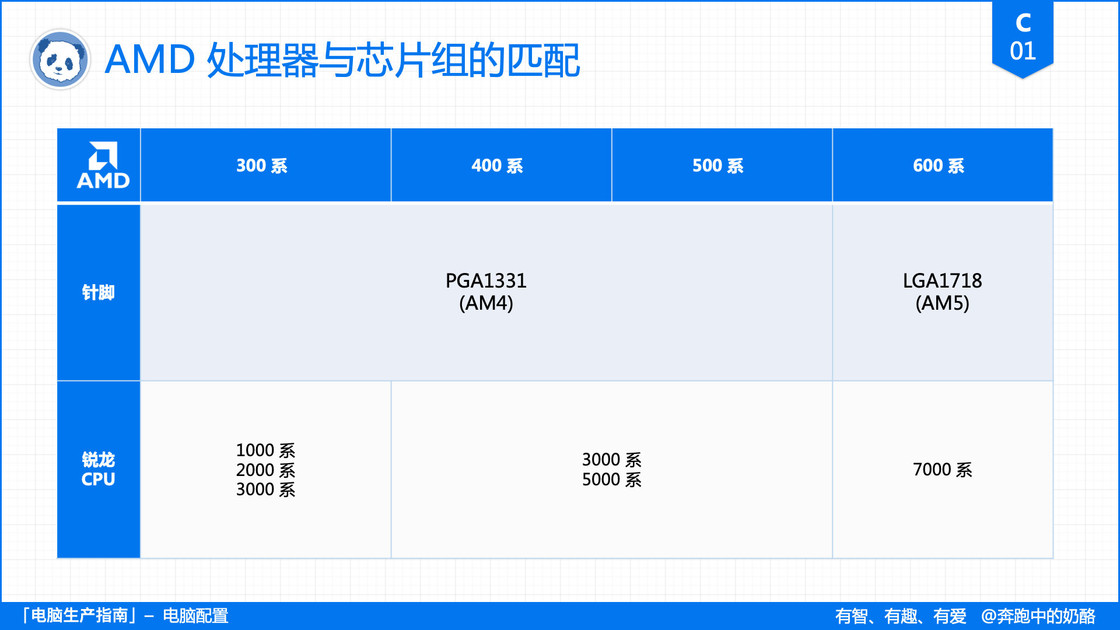 C
01
AMD 处理器与芯片组的匹配
AMD
300 系
400 系
500 系
600 系
针脚
PGA1331
(AM4)
LGA1718
(AM5)
锐龙
CPU
1000 系
2000 系
3000 系
3000 系
5000 系
7000 系
「电脑生产指南」– 电脑配置
有智、有趣、有爱 @奔跑中的奶酪